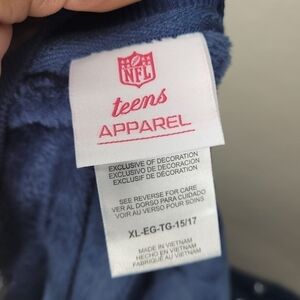 NFL
teens
APPAREL
EXCLUSIVE OF DECORATION
EXCLUSIVO DE DECORACION
EXCLUSIF DE DÉCORATION
SEE REVERSE FOR CARE
VER AL DORSO PARA CUIDADO
VOIR AU VERSO POUR SOINS
XL-EG-TG-15/17
MADE IN VIETNAM
HECHO EN VIETNAM
FABRIQUÉ AU VIETNAM